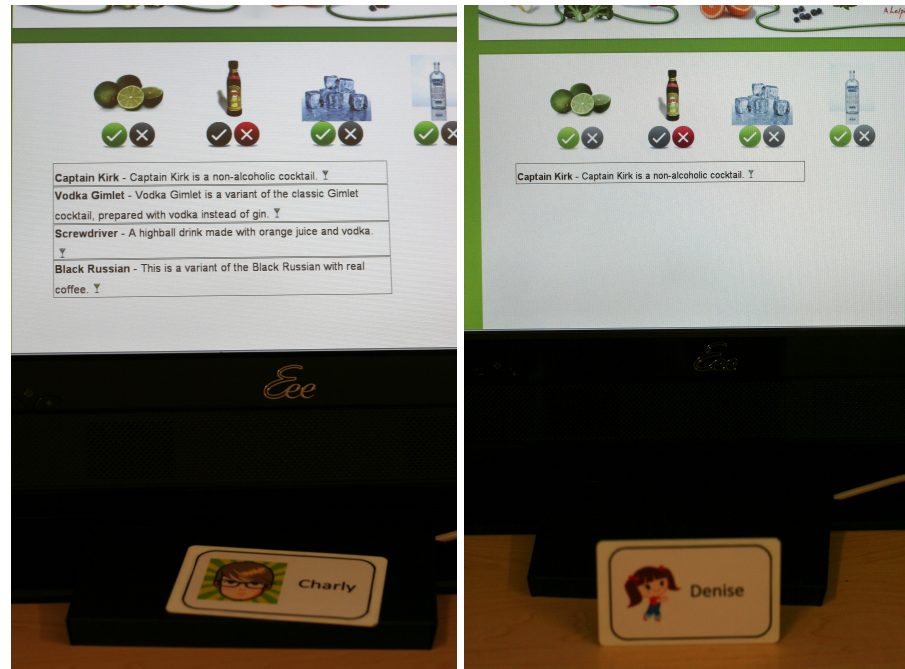 Captain Kirk - Captain Kirk is a non-alcoholic cocktail.
Vodka Gimlet - Vodka Gimlet is a variant of the classic Gimlet
cocktail, prepared with vodka instead of gin.
Screwdriver - A highball drink made with orange juice and vodka.
Black Russian - This is a variant of the Black Russian with real
coffee.
Eee
Charly
Captain Kirk - Captain Kirk is a non-alcoholic cocktail.
Eee
Denise